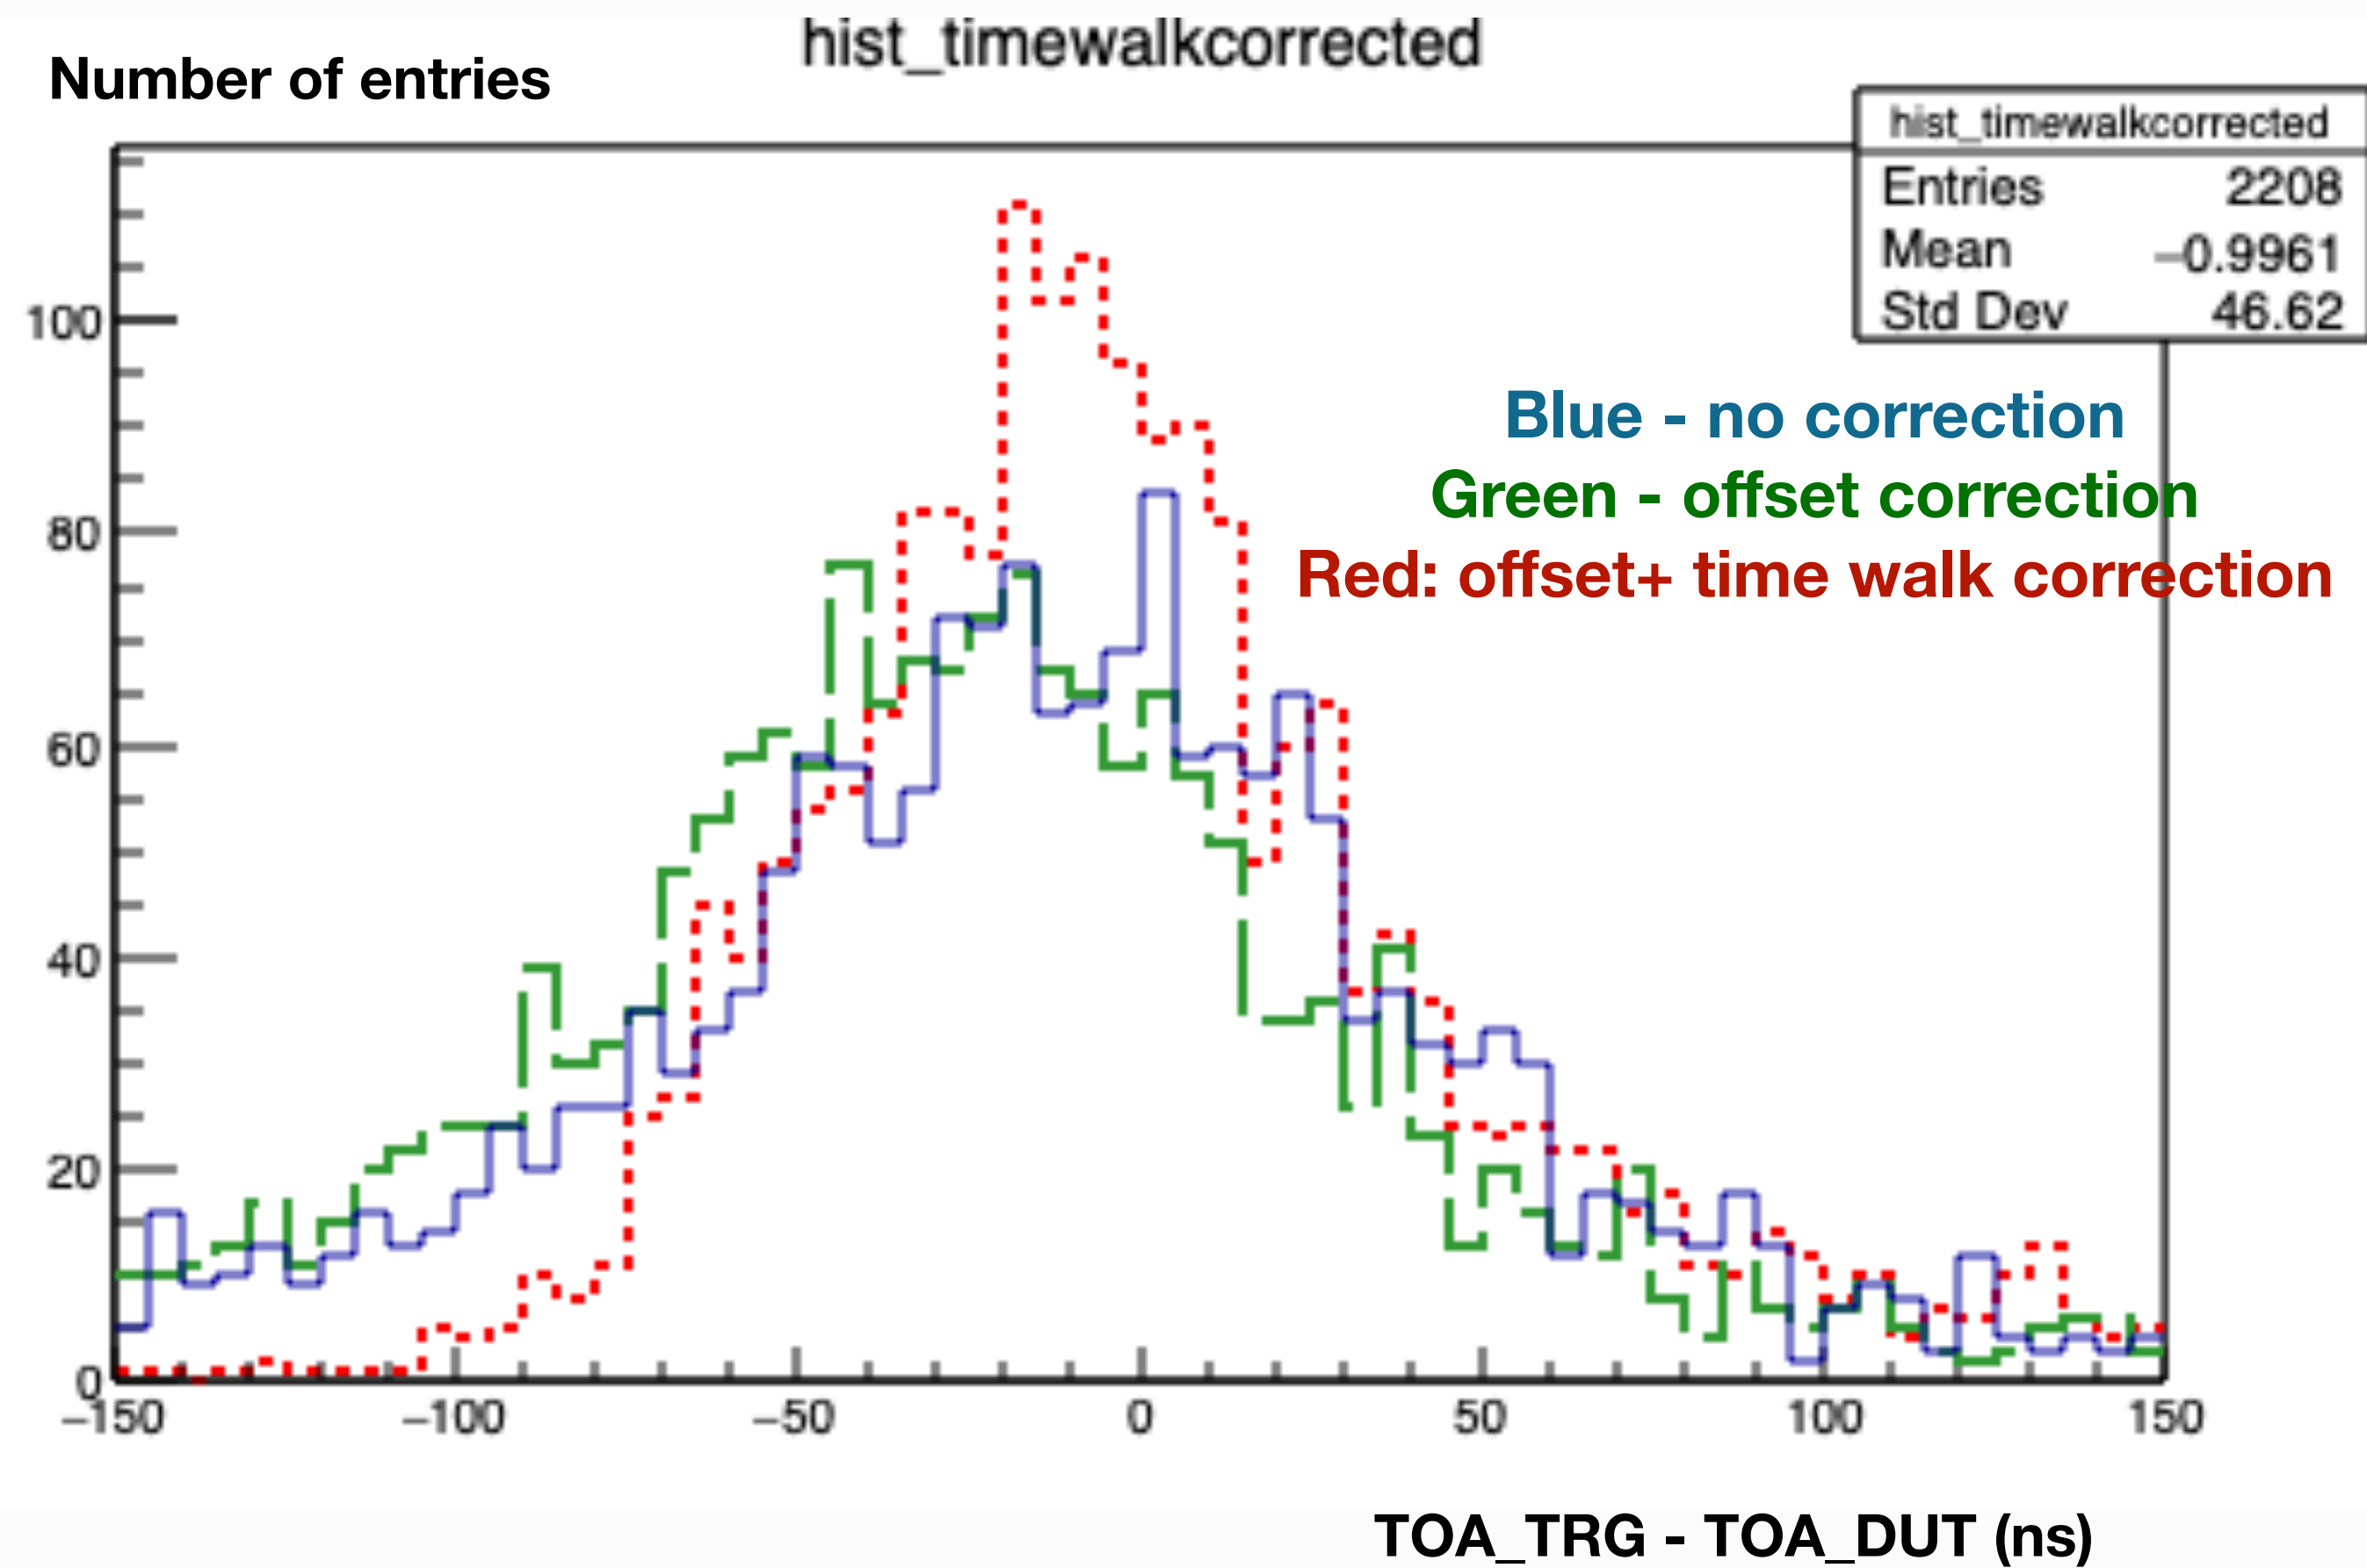 hist_timewalkcorrected
Number of entries
hist_timewalkcorrected
Entries 2208
Mean −0.9961
Std Dev 46.62
Blue - no correction
Green - offset correction
Red: offset+ time walk correction
100
80
60
40
20
0
−150 −100 −50 0 50 100 150
TOA_TRG - TOA_DUT (ns)